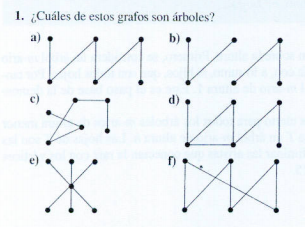 1. ¿Cuáles de estos grafos son árboles?
a) b)
c) d)
e) f)